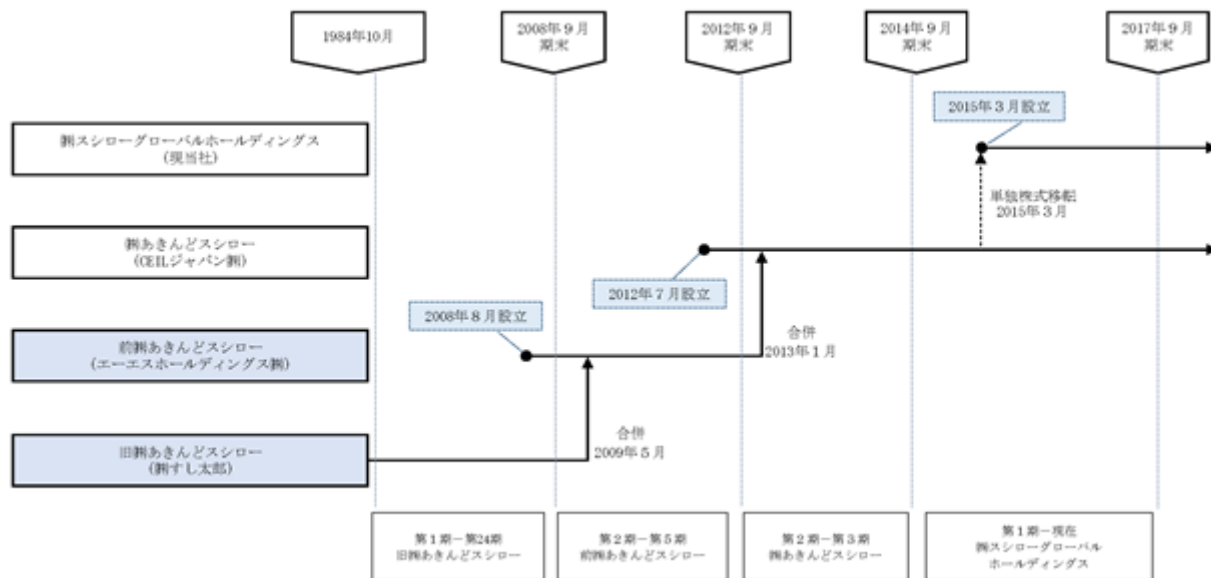 1984年10月
2008年9月
期末
2012年9月
期末
2014年9月
期末
2017年9月
期末
2015年3月設立
㈱スシローグローバルホールディングス
(現当社)
単独株式移転
2015年3月
㈱あきんどスシロー
(CEILジャパン㈱)
2012年7月設立
2008年8月設立
合併
2013年1月
前㈱あきんどスシロー
(エーエスホールディングス㈱)
合併
2009年5月
旧㈱あきんどスシロー
(㈱すし太郎)
第1期－第24期
旧㈱あきんどスシロー
第2期－第5期
前㈱あきんどスシロー
第2期－第3期
㈱あきんどスシロー
第1期－現在
㈱スシローグローバル
ホールディングス